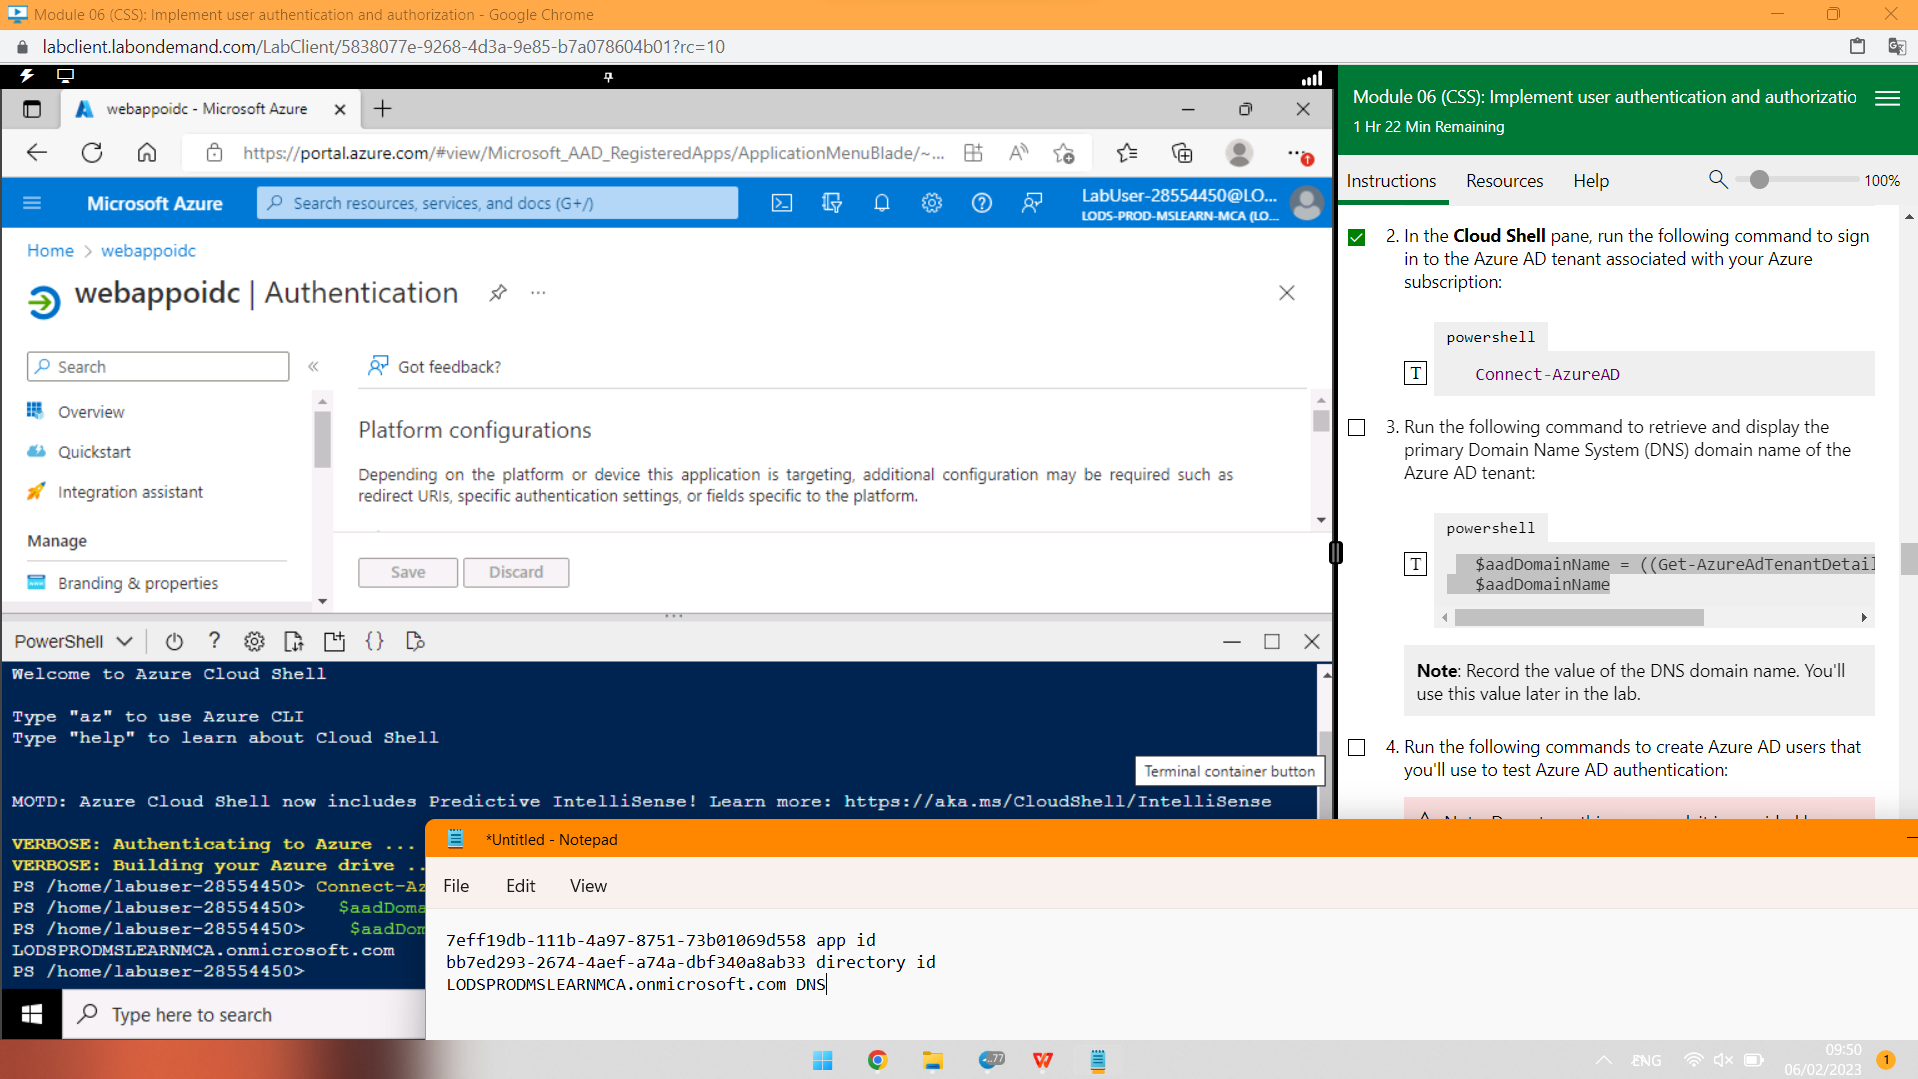 Module 06 (CSS): Implement user authentication and authorization - Google Chrome
labclient.labondemand.com/LabClient/5838077e-9268-4d3a-9e85-b7a078604b01?rc=10
webappoidc - Microsoft Azure
https://portal.azure.com/#view/Microsoft_AAD_RegisteredApps/ApplicationMenuBlade/~...
Microsoft Azure
Search resources, services, and docs (G+/)
LabUser-28554450@LO...
LODS-PROD-MSLEARN-MCA (LO...
Home > webappoidc
webappoidc | Authentication
Search
Got feedback?
Overview
Quickstart
Integration assistant
Manage
Branding & properties
Platform configurations
Depending on the platform or device this application is targeting, additional configuration may be required such as
redirect URIs, specific authentication settings, or fields specific to the platform.
Save
Discard
PowerShell
Welcome to Azure Cloud Shell
Type "az" to use Azure CLI
Type "help" to learn about Cloud Shell
Terminal container button
MOTD: Azure Cloud Shell now includes Predictive IntelliSense! Learn more: https://aka.ms/CloudShell/IntelliSense
VERBOSE: Authenticating to Azure ...
VERBOSE: Building your Azure drive ..
PS /home/labuser-28554450> Connect-Az
PS /home/labuser-28554450> $aadDoma
PS /home/labuser-28554450> $aadDom
LODSPRODMSLEARNMCA.onmicrosoft.com
PS /home/labuser-28554450>
Type here to search
Module 06 (CSS): Implement user authentication and authorizatio
1 Hr 22 Min Remaining
Instructions
Resources
Help
100%
2. In the Cloud Shell pane, run the following command to sign
in to the Azure AD tenant associated with your Azure
subscription:
powershell
T
Connect-AzureAD
3. Run the following command to retrieve and display the
primary Domain Name System (DNS) domain name of the
Azure AD tenant:
powershell
T
$aadDomainName = ((Get-AzureAdTenantDetail
$aadDomainName
Note: Record the value of the DNS domain name. You'll
use this value later in the lab.
4. Run the following commands to create Azure AD users that
you'll use to test Azure AD authentication:
*Untitled - Notepad
File
Edit
View
7eff19db-111b-4a97-8751-73b01069d558 app id
bb7ed293-2674-4aef-a74a-dbf340a8ab33 directory id
LODSPRODMSLEARNMCA.onmicrosoft.com DNS
..77
ENG
09:50
06/02/2023
1